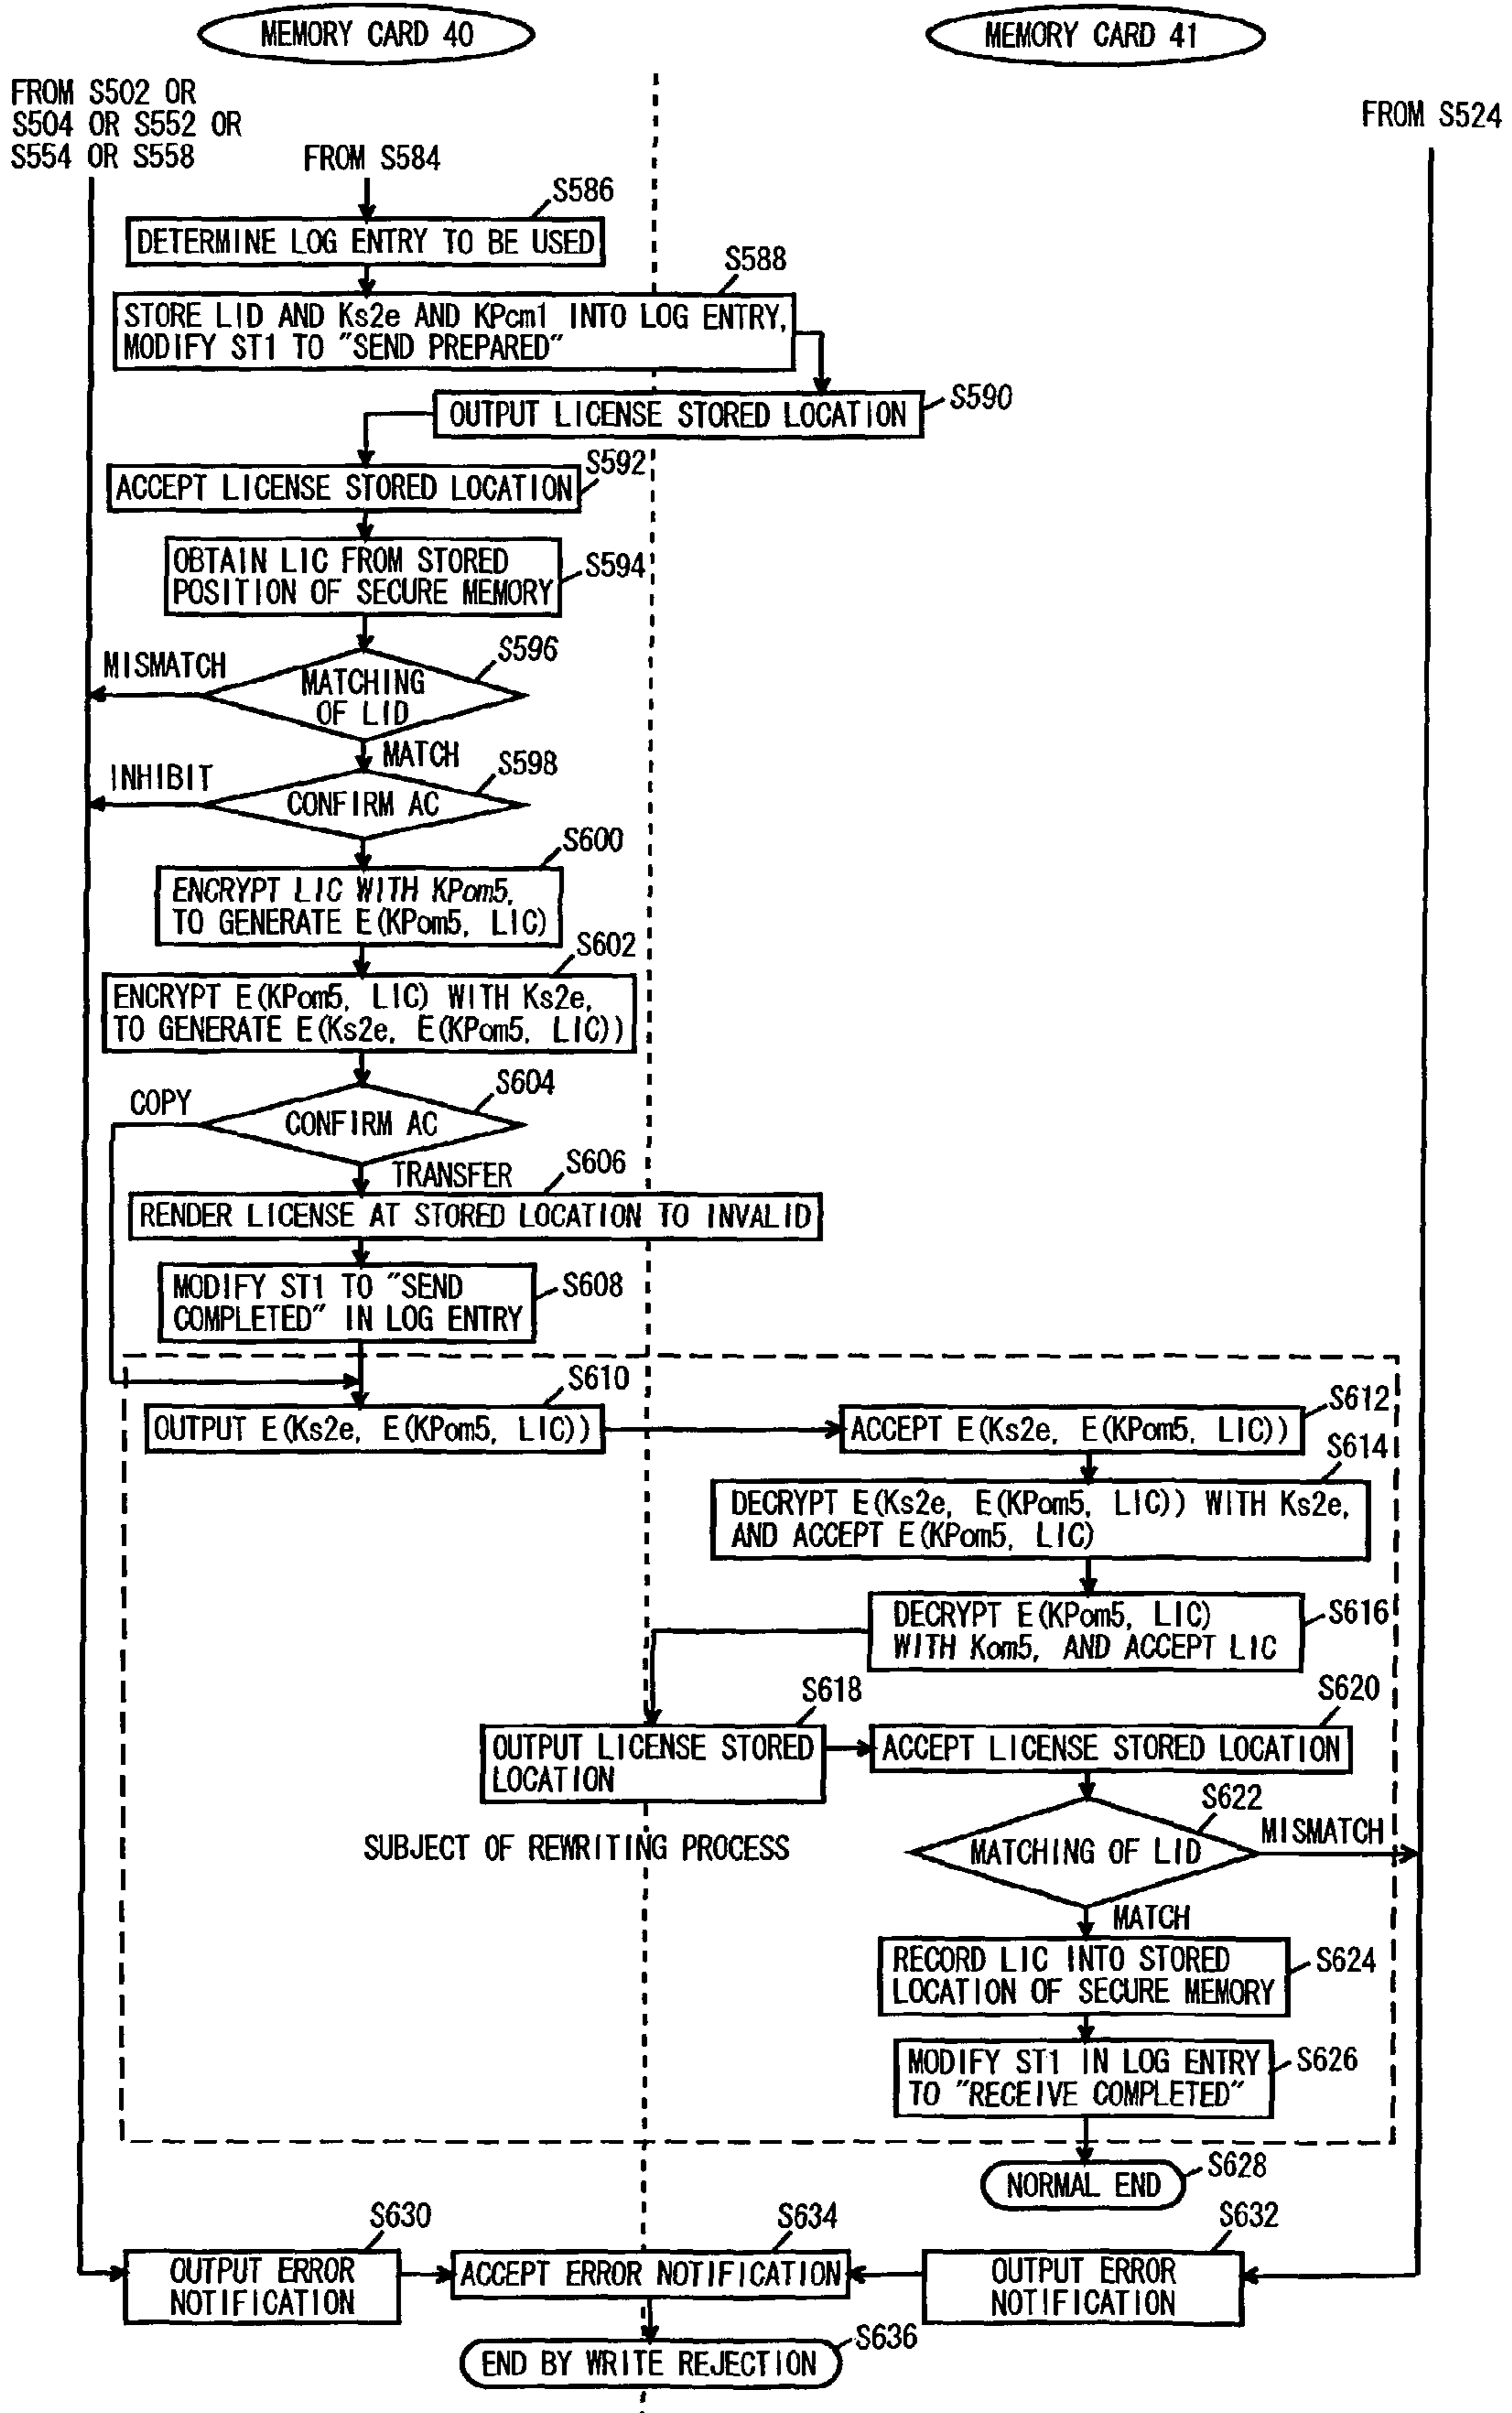 MEMORY CARD 40
MEMORY CARD 41
FROM S502 OR
S504 OR S552 OR
S554 OR S558
FROM S584
FROM S524
S586
DETERMINE LOG ENTRY TO BE USED
S588
STORE LID AND Ks2e AND KPcm1 INTO LOG ENTRY,
MODIFY ST1 TO "SEND PREPARED"
S590
OUTPUT LICENSE STORED LOCATION
S592
ACCEPT LICENSE STORED LOCATION
S594
OBTAIN LIC FROM STORED
POSITION OF SECURE MEMORY
S596
MISMATCH
MATCHING
OF LID
MATCH
S598
INHIBIT
CONFIRM AC
S600
ENCRYPT LIC WITH KPom5,
TO GENERATE E(KPom5, LIC)
S602
ENCRYPT E(KPom5, LIC) WITH Ks2e,
TO GENERATE E(Ks2e, E(KPom5, LIC))
S604
COPY
CONFIRM AC
TRANSFER
S606
RENDER LICENSE AT STORED LOCATION TO INVALID
S608
MODIFY ST1 TO "SEND
COMPLETED" IN LOG ENTRY
S610
OUTPUT E(Ks2e, E(KPom5, LIC))
S612
ACCEPT E(Ks2e, E(KPom5, LIC))
S614
DECRYPT E(Ks2e, E(KPom5, LIC)) WITH Ks2e,
AND ACCEPT E(KPom5, LIC)
S616
DECRYPT E(KPom5, LIC)
WITH Kom5, AND ACCEPT LIC
S618
OUTPUT LICENSE STORED
LOCATION
S620
ACCEPT LICENSE STORED LOCATION
S622
MATCHING OF LID
MISMATCH
SUBJECT OF REWRITING PROCESS
MATCH
S624
RECORD LIC INTO STORED
LOCATION OF SECURE MEMORY
S626
MODIFY ST1 IN LOG ENTRY
TO "RECEIVE COMPLETED"
S628
NORMAL END
S630
OUTPUT ERROR
NOTIFICATION
S634
ACCEPT ERROR NOTIFICATION
S632
OUTPUT ERROR
NOTIFICATION
S636
END BY WRITE REJECTION